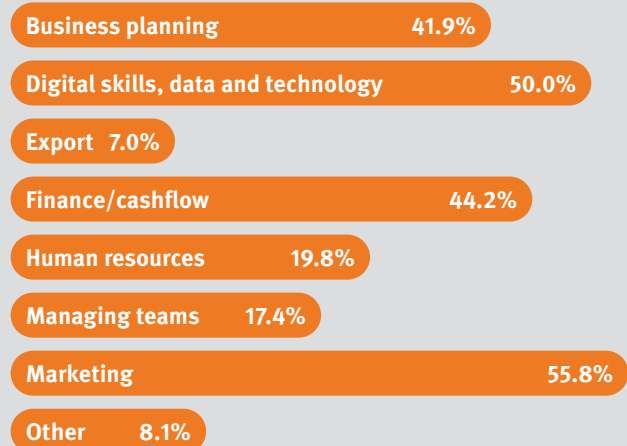 Business planning 41.9%
Digital skills, data and technology 50.0%
Export 7.0%
Finance/cashflow 44.2%
Human resources 19.8%
Managing teams 17.4%
Marketing 55.8%
Other 8.1%